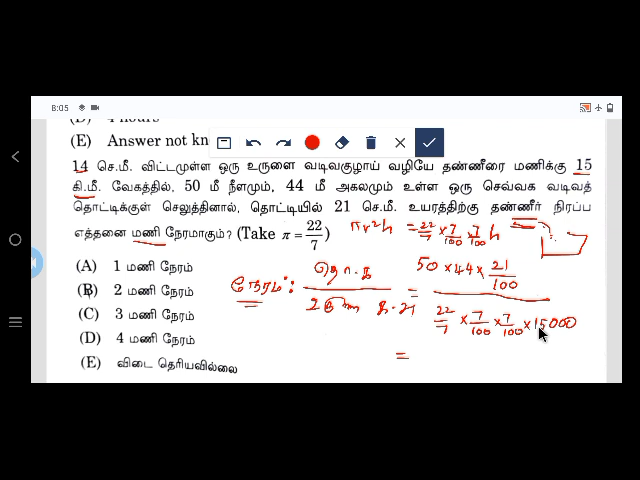 8:05
(D) 4 hours
(E) Answer not kn
14 செ.மீ. விட்டமுள்ள ஒரு உருளை வடிவகுழாய் வழியே தண்ணீரை மணிக்கு 15
கி.மீ. வேகத்தில், 50 மீ நீளமும், 44 மீ அகலமும் உள்ள ஒரு செவ்வக வடிவத்
தொட்டிக்குள் செலுத்தினால், தொட்டியில் 21 செ.மீ. உயரத்திற்கு தண்ணீர் நிரப்ப
எத்தனை மணி நேரமாகும்? (Take π = 22/7)
πr²h = 22/7 × 7/100 × 7/100 h
(A) 1 மணி நேரம்
(B) 2 மணி நேரம்
(C) 3 மணி நேரம்
(D) 4 மணி நேரம்
(E) விடை தெரியவில்லை
நேரம் :
= 50 × 44 × 21/100
22/7 × 7/100 × 7/100 × 15000
=